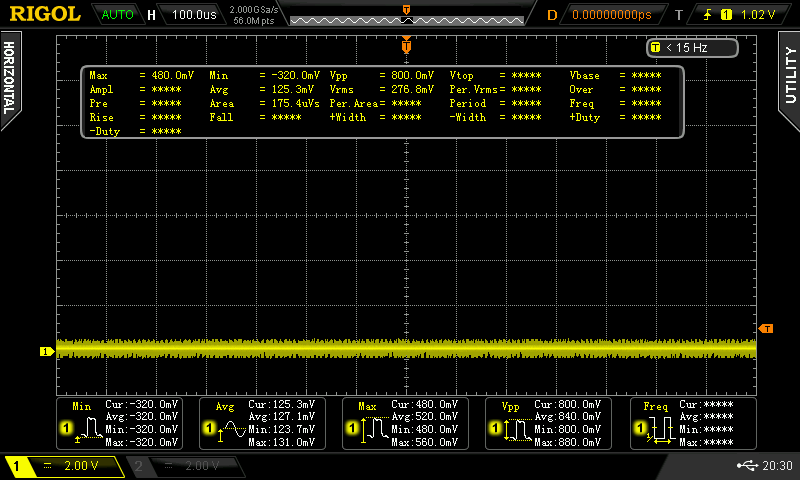 RIGOL AUTO H 100.0us 2.000GSa/s 56.0M pts T D 0.00000000ps T 1 1.02 V
HORIZONTAL
UTILITY
T
T < 15 Hz
Max = 480.0mV Min = -320.0mV Vpp = 800.0mV Vtop = ***** Vbase = *****
Ampl = ***** Avg = 125.3mV Vrms = 276.8mV Per.Vrms= ***** Over = *****
Pre = ***** Area = 175.4uVs Per.Area= ***** Period = ***** Freq = *****
Rise = ***** Fall = ***** +Width = ***** -Width = ***** +Duty = *****
-Duty = *****
T
1
Min
1
Cur:-320.0mV
Avg:-320.0mV
Min:-320.0mV
Max:-320.0mV
Avg
1
Cur:125.3mV
Avg:127.1mV
Min:123.7mV
Max:131.0mV
Max
1
Cur:480.0mV
Avg:520.0mV
Min:480.0mV
Max:560.0mV
Vpp
1
Cur:800.0mV
Avg:840.0mV
Min:800.0mV
Max:880.0mV
Freq
1
Cur:*****
Avg:*****
Min:*****
Max:*****
1 2.00 V 2 2.00 V 20:30